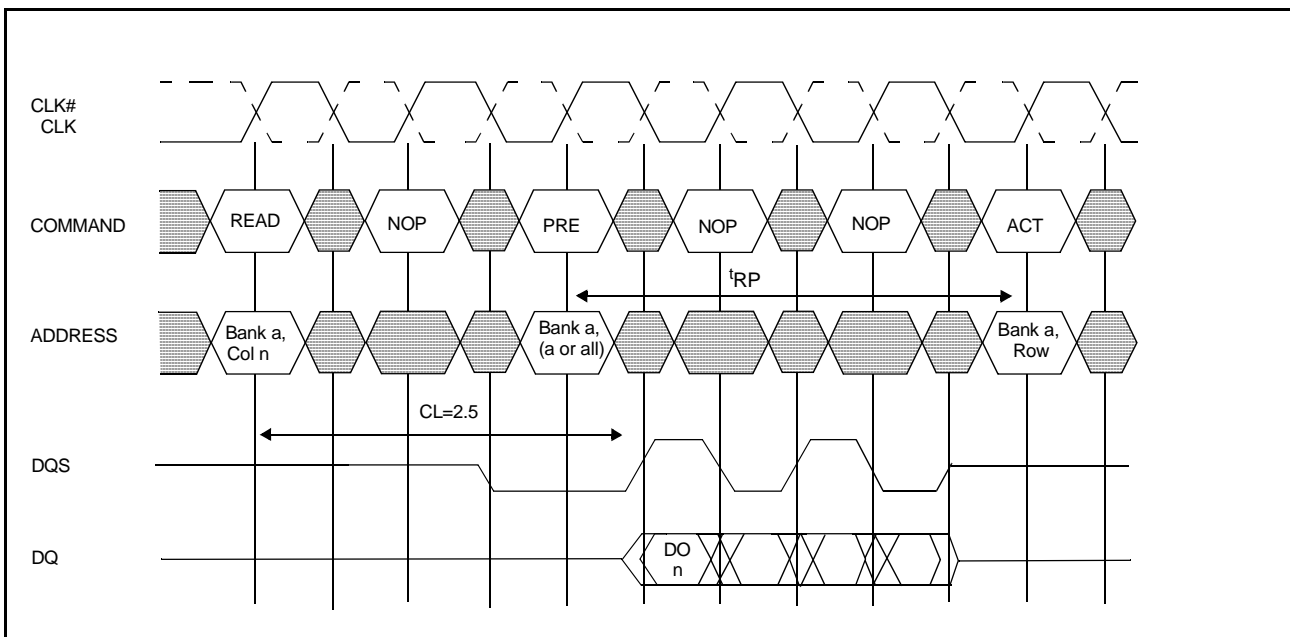 CLK#
CLK
COMMAND
READ
NOP
PRE
NOP
NOP
ACT
tRP
ADDRESS
Bank a,
Col n
Bank a,
(a or all)
Bank a,
Row
CL=2.5
DQS
DQ
DO
n